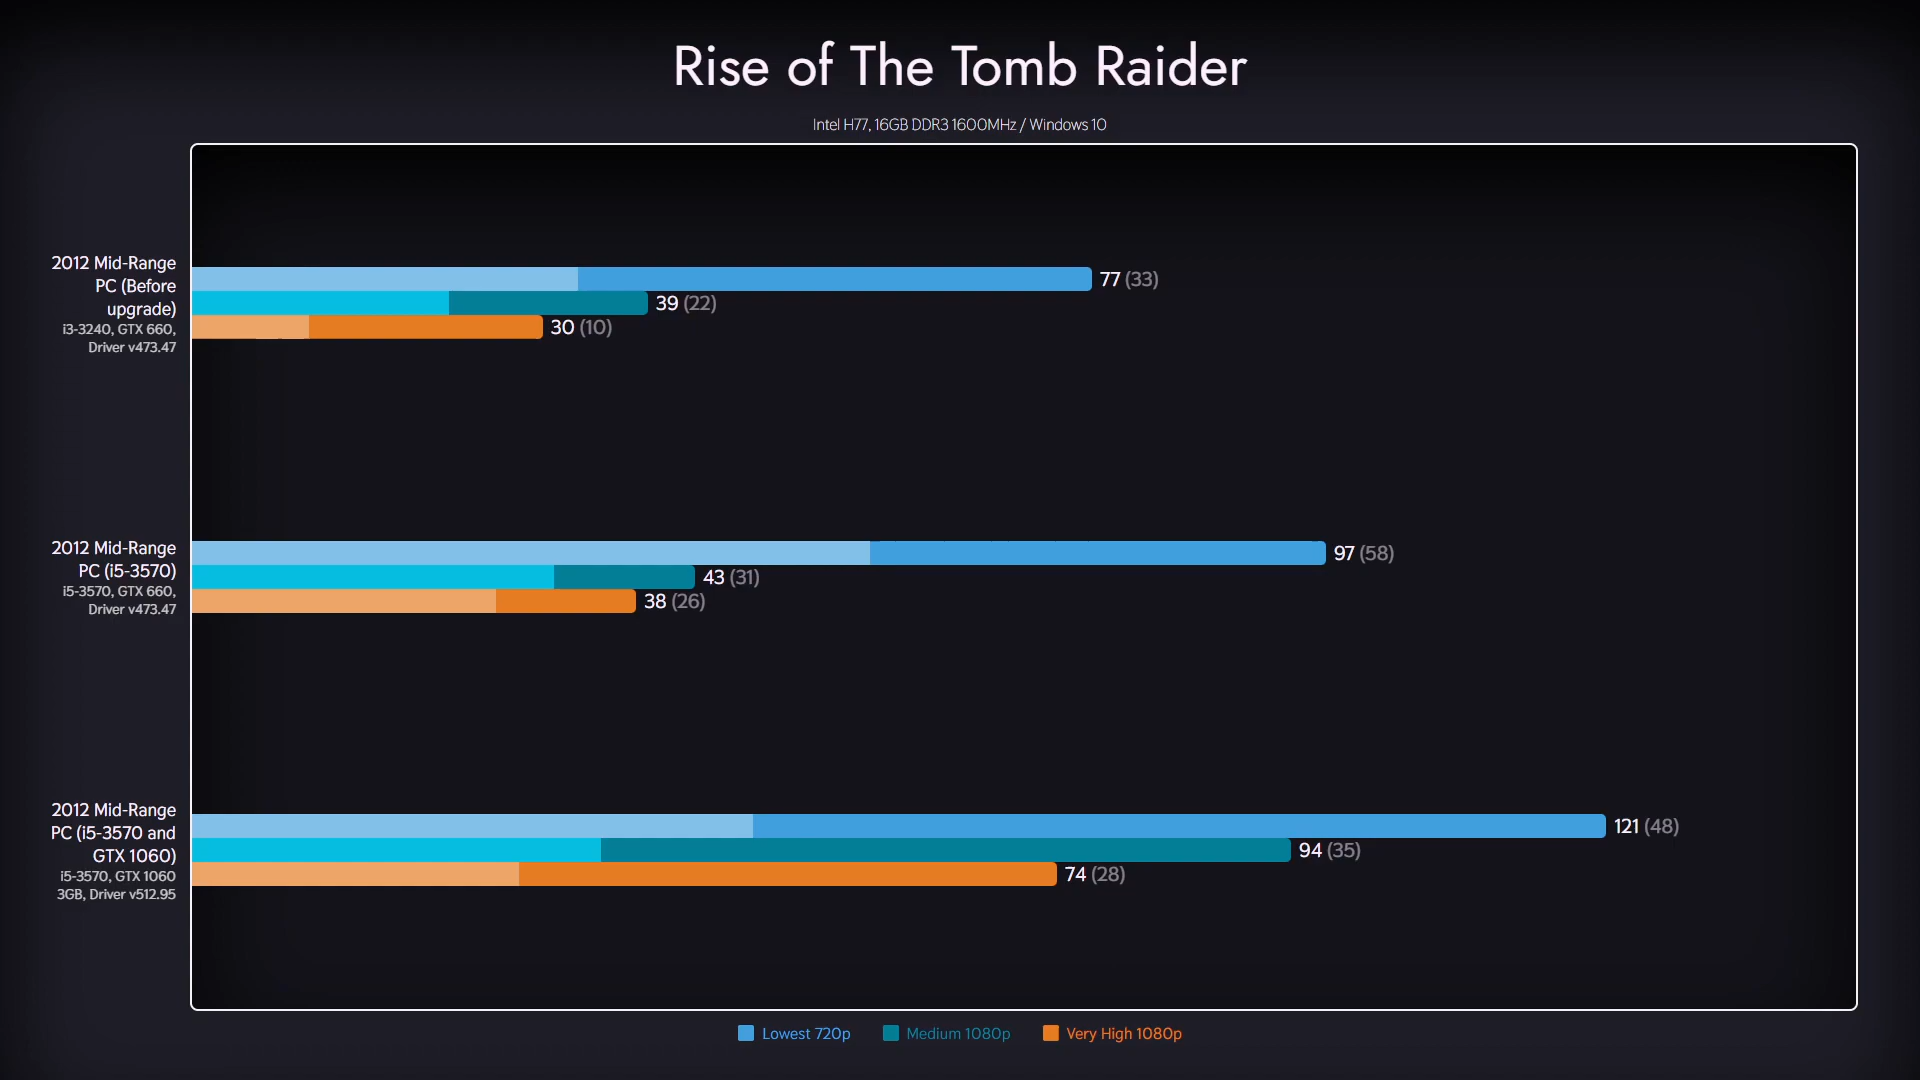 Rise of The Tomb Raider
Intel H77, 16GB DDR3 1600MHz / Windows 10
2012 Mid-Range
PC (Before
upgrade)
i3-3240, GTX 660,
Driver v473.47
77 (33)
39 (22)
30 (10)
2012 Mid-Range
PC (i5-3570)
i5-3570, GTX 660,
Driver v473.47
97 (58)
43 (31)
38 (26)
2012 Mid-Range
PC (i5-3570 and
GTX 1060)
i5-3570, GTX 1060
3GB, Driver v512.95
121 (48)
94 (35)
74 (28)
Lowest 720p
Medium 1080p
Very High 1080p